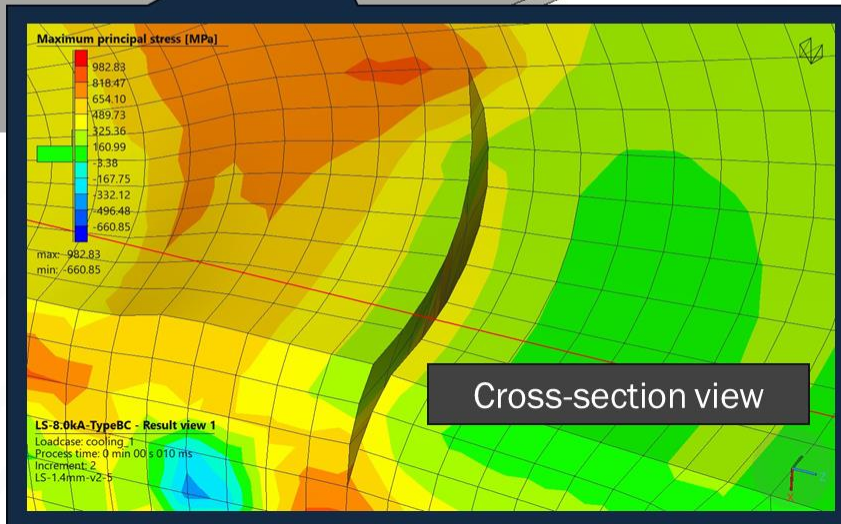 Maximum principal stress [MPa]
982.83
818.47
654.10
489.73
325.36
160.99
-3.38
-167.75
-332.12
-496.48
-660.85
max: 982.83
min: -660.85
Cross-section view
LS-8.0kA-TypeBC - Result view 1
Loadcase: cooling_1
Process time: 0 min 00 s 010 ms
Increment: 2
LS-1.4mm-v2-5
X
Z